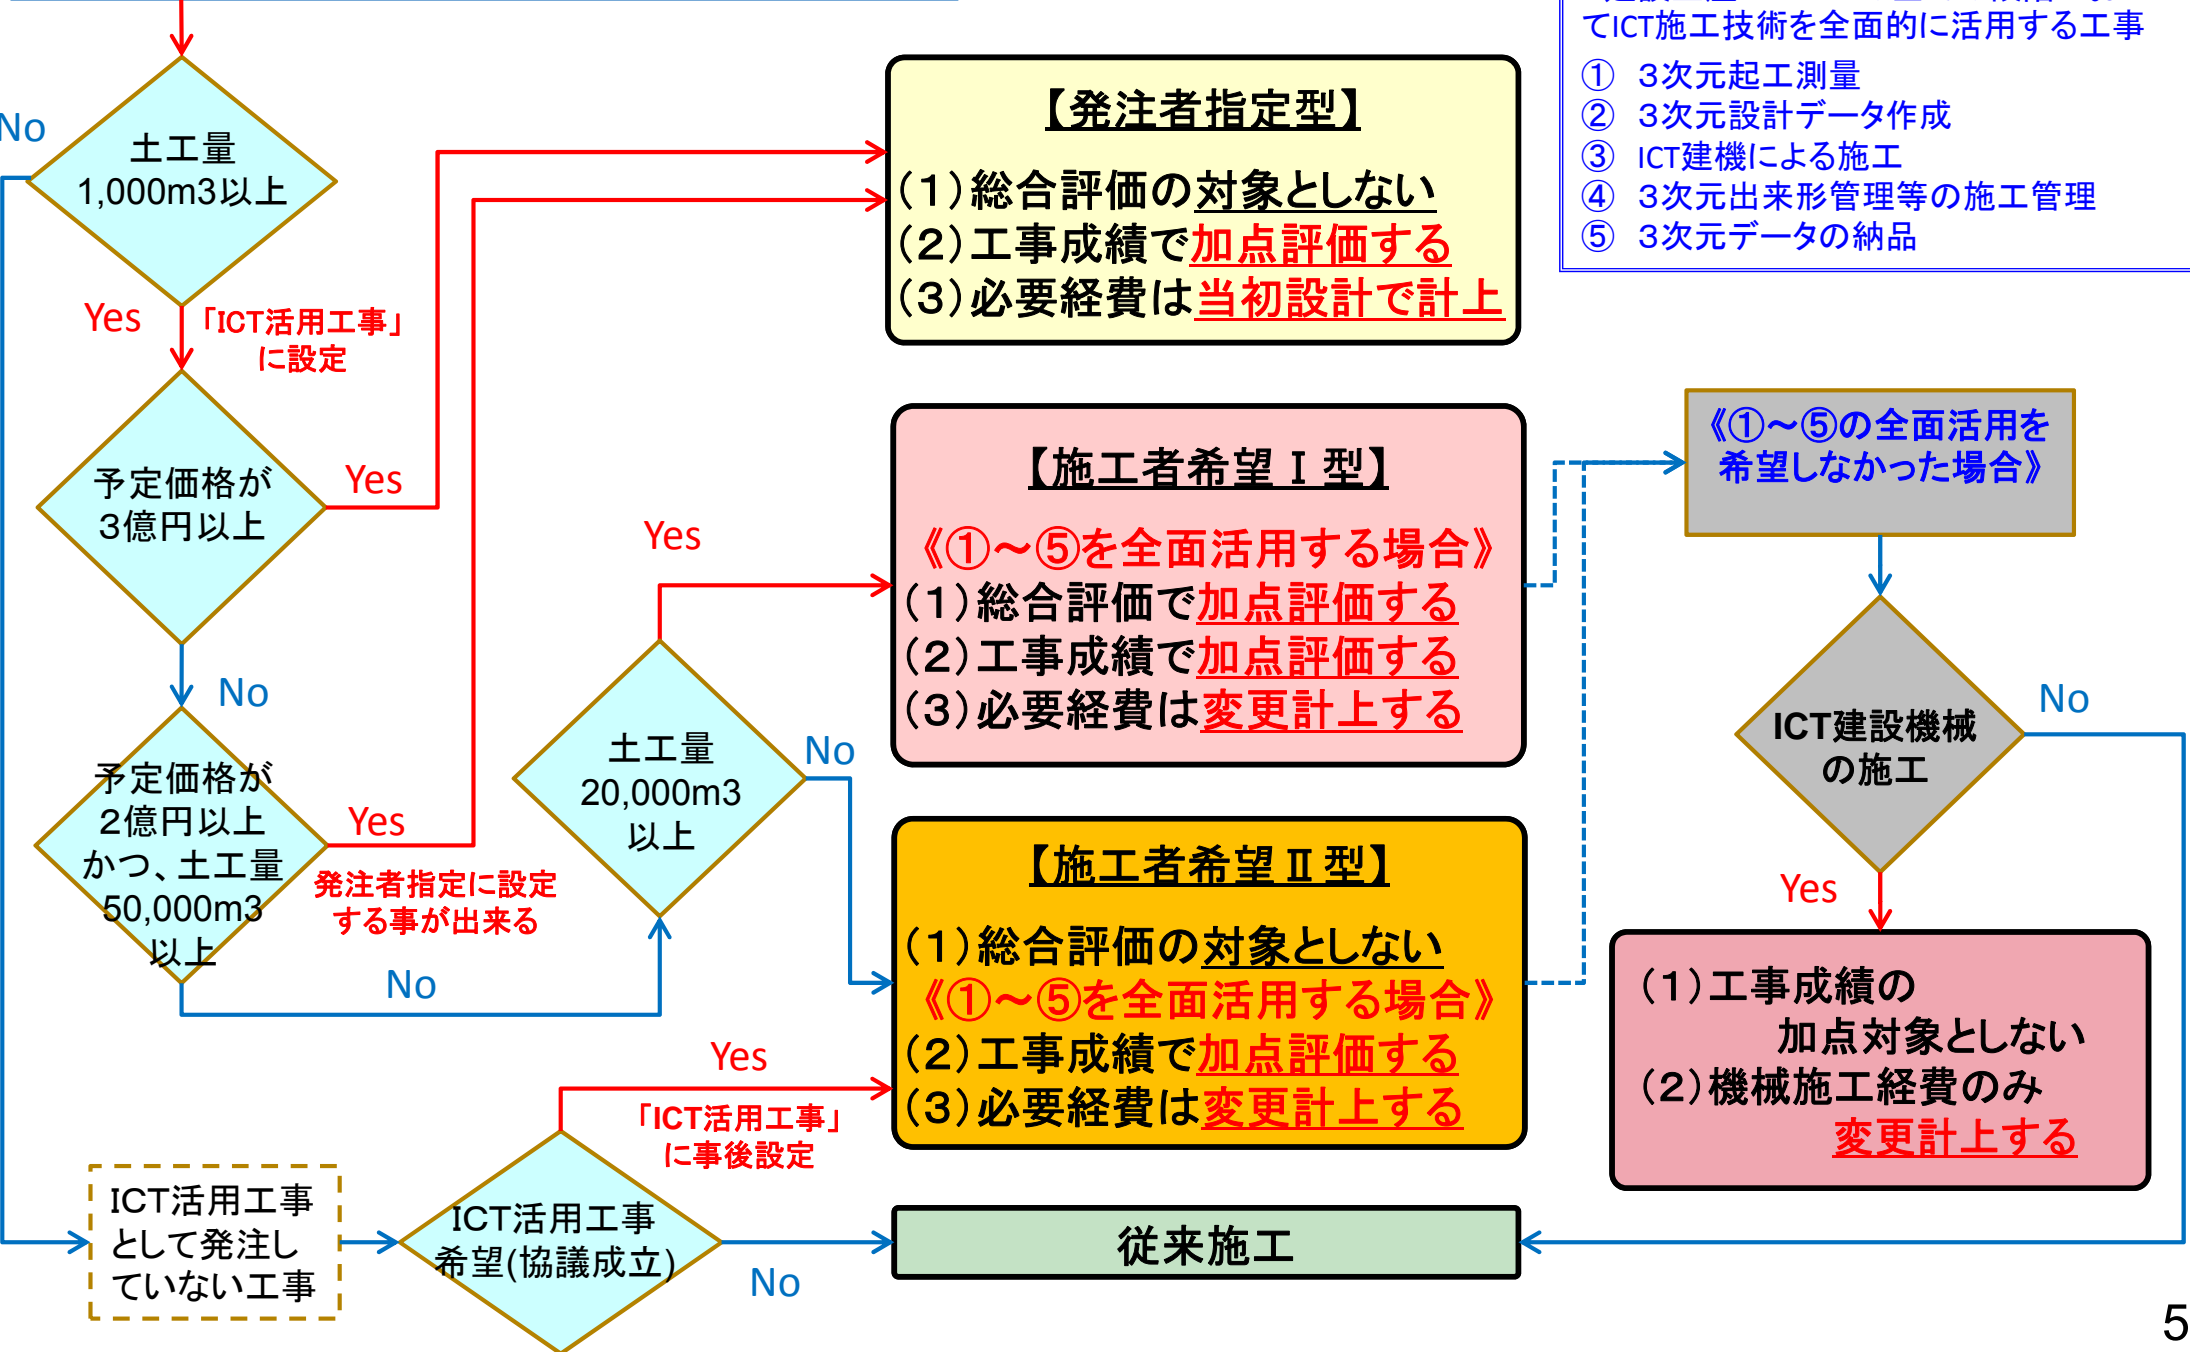 てICT施工技術を全面的に活用する工事
① 3次元起工測量
② 3次元設計データ作成
③ ICT建機による施工
④ 3次元出来形管理等の施工管理
⑤ 3次元データの納品
No
土工量
1,000m3以上
Yes
「ICT活用工事」
に設定
【発注者指定型】
(1)総合評価の対象としない
(2)工事成績で加点評価する
(3)必要経費は当初設計で計上
予定価格が
3億円以上
Yes
No
予定価格が
2億円以上
かつ、土工量
50,000m3
以上
Yes
発注者指定に設定
する事が出来る
No
土工量
20,000m3
以上
Yes
No
【施工者希望Ⅰ型】
《①～⑤を全面活用する場合》
(1)総合評価で加点評価する
(2)工事成績で加点評価する
(3)必要経費は変更計上する
【施工者希望Ⅱ型】
(1)総合評価の対象としない
《①～⑤を全面活用する場合》
(2)工事成績で加点評価する
(3)必要経費は変更計上する
《①～⑤の全面活用を
希望しなかった場合》
ICT建設機械
の施工
No
Yes
(1)工事成績の
加点対象としない
(2)機械施工経費のみ
変更計上する
ICT活用工事
として発注し
ていない工事
ICT活用工事
希望(協議成立)
Yes
「ICT活用工事」
に事後設定
No
従来施工
5